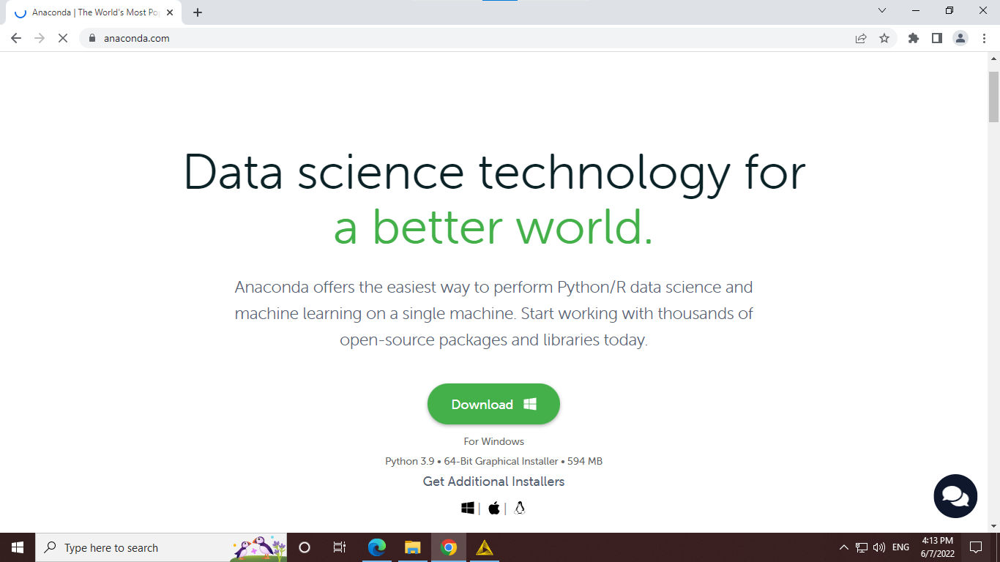 Anaconda | The World's Most Po
anaconda.com
Data science technology for
a better world.
Anaconda offers the easiest way to perform Python/R data science and
machine learning on a single machine. Start working with thousands of
open-source packages and libraries today.
Download
For Windows
Python 3.9 • 64-Bit Graphical Installer • 594 MB
Get Additional Installers
| |
Type here to search
ENG
4:13 PM
6/7/2022